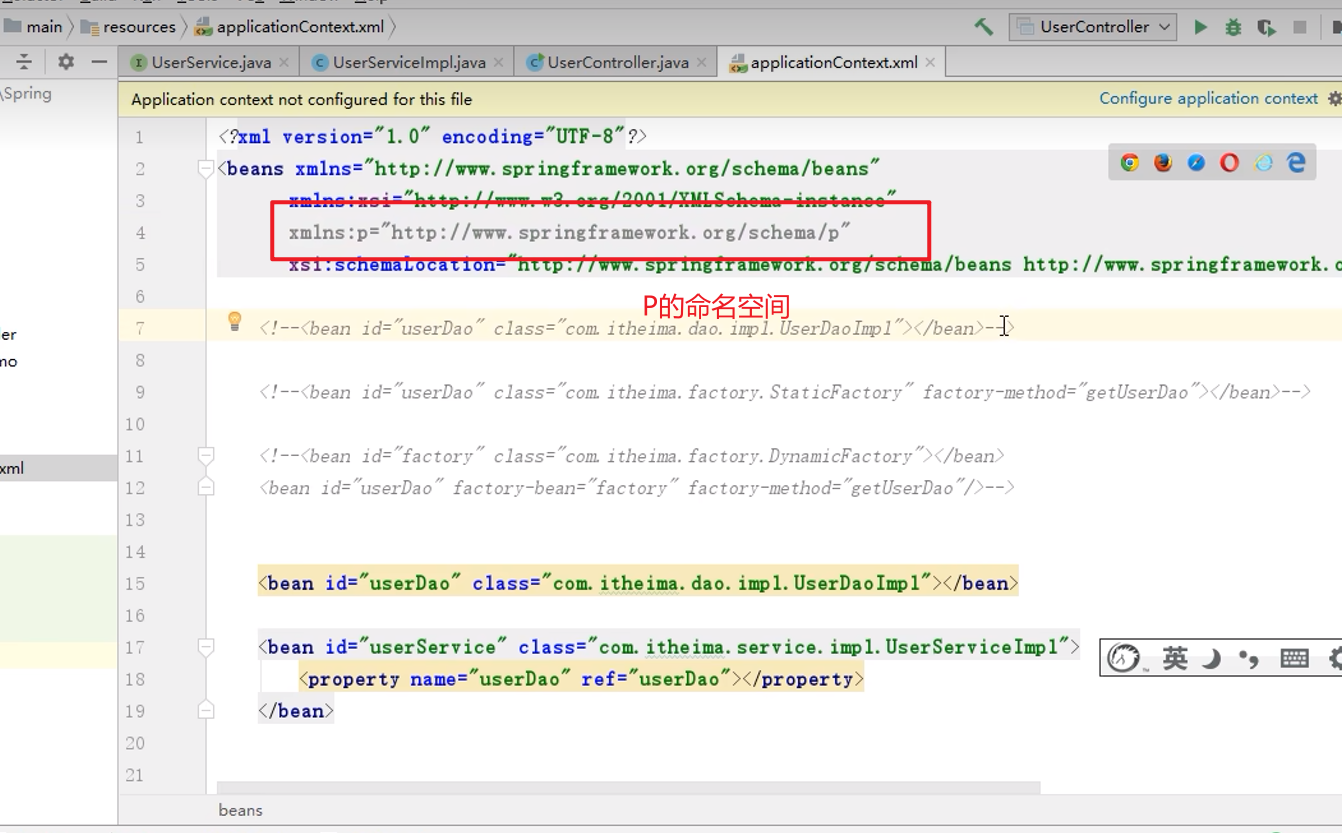 main
resources
applicationContext.xml
UserController
UserService.java
UserServiceImpl.java
UserController.java
applicationContext.xml
\Spring
Application context not configured for this file
Configure application context
1 <?xml version="1.0" encoding="UTF-8"?>
2 <beans xmlns="http://www.springframework.org/schema/beans"
3 xmlns:xsi="http://www.w3.org/2001/XMLSchema-instance"
4 xmlns:p="http://www.springframework.org/schema/p"
5 xsi:schemaLocation="http://www.springframework.org/schema/beans http://www.springframework.o
6
P的命名空间
7 <!--<bean id="userDao" class="com.itheima.dao.impl.UserDaoImpl"></bean>-->
er
8
mo
9 <!--<bean id="userDao" class="com.itheima.factory.StaticFactory" factory-method="getUserDao"></bean>-->
10
11 <!--<bean id="factory" class="com.itheima.factory.DynamicFactory"></bean>
xml
12 <bean id="userDao" factory-bean="factory" factory-method="getUserDao"/>-->
13
14
15 <bean id="userDao" class="com.itheima.dao.impl.UserDaoImpl"></bean>
16
17 <bean id="userService" class="com.itheima.service.impl.UserServiceImpl">
英
18 <property name="userDao" ref="userDao"></property>
19 </bean>
20
21
beans